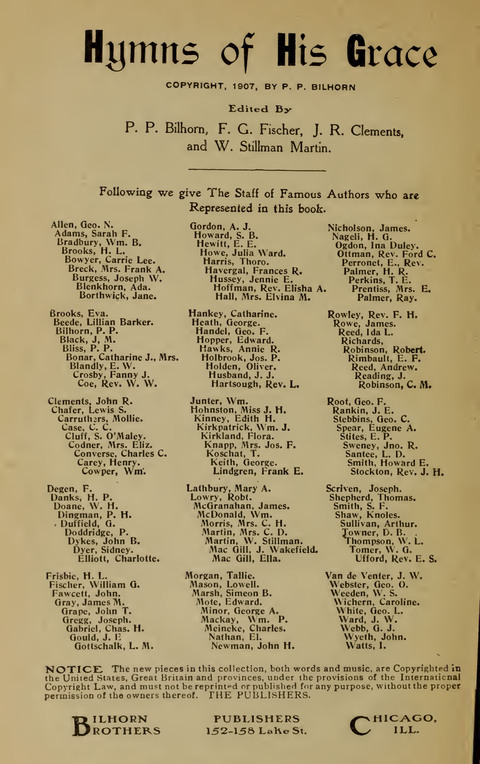 Hymns of His Grace
COPYRIGHT, 1907, BY P. P. BILHORN
Edited By
P. P. Bilhorn, F. G. Fischer, J. R. Clements,
and W. Stillman Martin.
Following we give The Staff of Famous Authors who are
Represented in this book.
Allen, Geo. N.
Adams, Sarah F.
Bradbury, Wm. B.
Brooks, H. L.
Bowyer, Carrie Lee.
Breck, Mrs. Frank A.
Burgess, Joseph W.
Blenkhorn, Ada.
Borthwick, Jane.
Brooks, Eva.
Beede, Lillian Barker.
Bilhorn, P. P.
Black, J, M.
Bliss, P. P.
Bonar, Catharine J., Mrs.
Blandly, E. W.
Crosby, Fanny J.
Coe, Rev. W. W.
Clements, John R.
Chafer, Lewis S.
Carruthers, Mollie.
Case, C. C.
Cluff, S. O'Maley.
Codner, Mrs. Eliz.
Converse, Charles C.
Carey, Henry.
Cowper, Wm.
Degen, F.
Danks, H. P.
Doane, W. H.
Dingman, P. H.
Duffield, G.
Doddridge, P.
Dykes, John B.
Dyer, Sidney.
Elliott, Charlotte.
Frisbie, H. L.
Fischer, William G.
Fawcett, John.
Gray, James M.
Grape, John T.
Gregg, Joseph.
Gabriel, Chas. H.
Gould, J. E
Gottschalk, L. M.
Gordon, A. J.
Howard, S. B.
Hewitt, E. E.
Howe, Julia Ward.
Harris, Thoro.
Havergal, Frances R.
Hussey, Jennie E.
Hoffman, Rev. Elisha A.
Hall, Mrs. Elvina M.
Hankey, Catharine.
Heath, George.
Handel, Geo. F.
Hopper, Edward.
Hawks, Annie R.
Holbrook, Jos. P.
Holden, Oliver.
Husband, J. J.
Hartsough, Rev. L.
Junter, Wm.
Hohnston, Miss J. H.
Kinney, Edith H.
Kirkpatrick, Wm. J.
Kirkland, Flora.
Knapp, Mrs. Jos. F.
Koschat, T.
Keith, George.
Lindgren, Frank E.
Lathbury, Mary A.
Lowry, Robt.
McGranahan, James.
McDonald, Wm.
Morris, Mrs. C. H.
Martin, Mrs. C. D.
Martin, W. Stillman.
Mac Gill, J. Wakefield.
Mac Gill, Ella.
Morgan, Tallie.
Mason, Lowell.
Marsh, Simeon B.
Mote, Edward.
Minor, George A.
Mackay, Wm. P.
Meineke, Charles.
Nathan, El.
Newman, John H.
Nicholson, James.
Nageli, H. G.
Ogdon, Ina Duley.
Ottman, Rev. Ford C.
Perronet, E., Rev.
Palmer, H. R.
Perkins, T. E.
Prentiss, Mrs. E.
Palmer, Ray.
Rowley, Rev. F. H.
Rowe, James.
Reed, Ida L.
Richards,
Robinson, Robert.
Rimbault, E. F.
Reed, Andrew.
Reading, J.
Robinson, C. M.
Root, Geo. F.
Rankin, J. E.
Stebbins, Geo. C.
Spear, Eugene A.
Stites, E. P.
Sweney, Jno. R.
Santee, L. D.
Smith, Howard E.
Stockton, Rev. J. H.
Scriven, Joseph.
Shepherd, Thomas.
Smith, S. F.
Shaw, Knoles.
Sullivan, Arthur.
Towner, D. B.
Thompson, W. L.
Tomer, W. G.
Ufford, Rev. E. S.
Van de Venter, J. W.
Webster, Geo. O.
Weeden, W. S.
Wichern, Caroline.
White, Geo. L.
Ward, J. W.
Webb, G. J.
Wyeth, John.
Watts, I.
NOTICE The new pieces in this collection, both words and music, are Copyrighted in
the United States, Great Britain and provinces, under the provisions of the International
Copyright Law, and must not be reprinted or published for any purpose, without the proper
permission of the owners thereof. THE PUBLISHERS.
BILHORN
BROTHERS
PUBLISHERS
152-158 Lake St.
CHICAGO,
ILL.